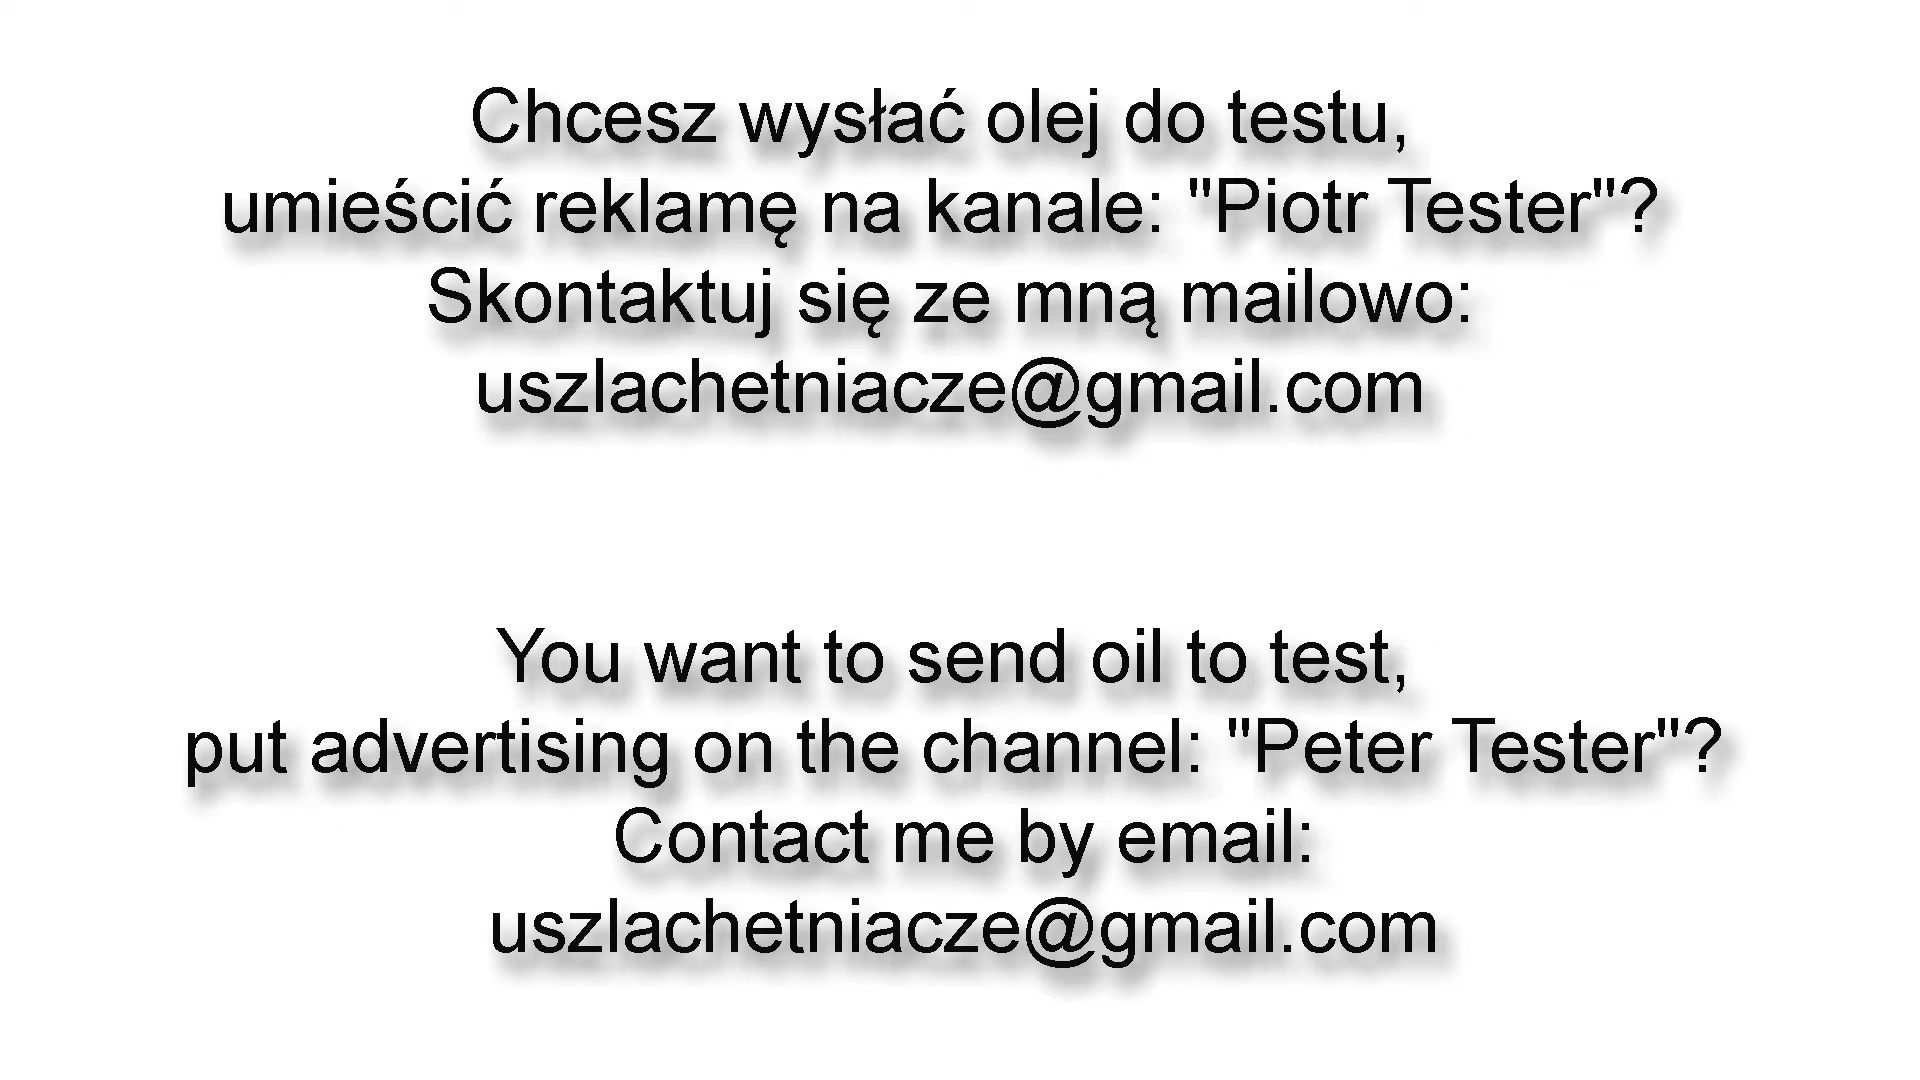 Chcesz wysłać olej do testu,
umieścić reklamę na kanale: "Piotr Tester"?
Skontaktuj się ze mną mailowo:
uszlachetniacze@gmail.com
You want to send oil to test,
put advertising on the channel: "Peter Tester"?
Contact me by email:
uszlachetniacze@gmail.com